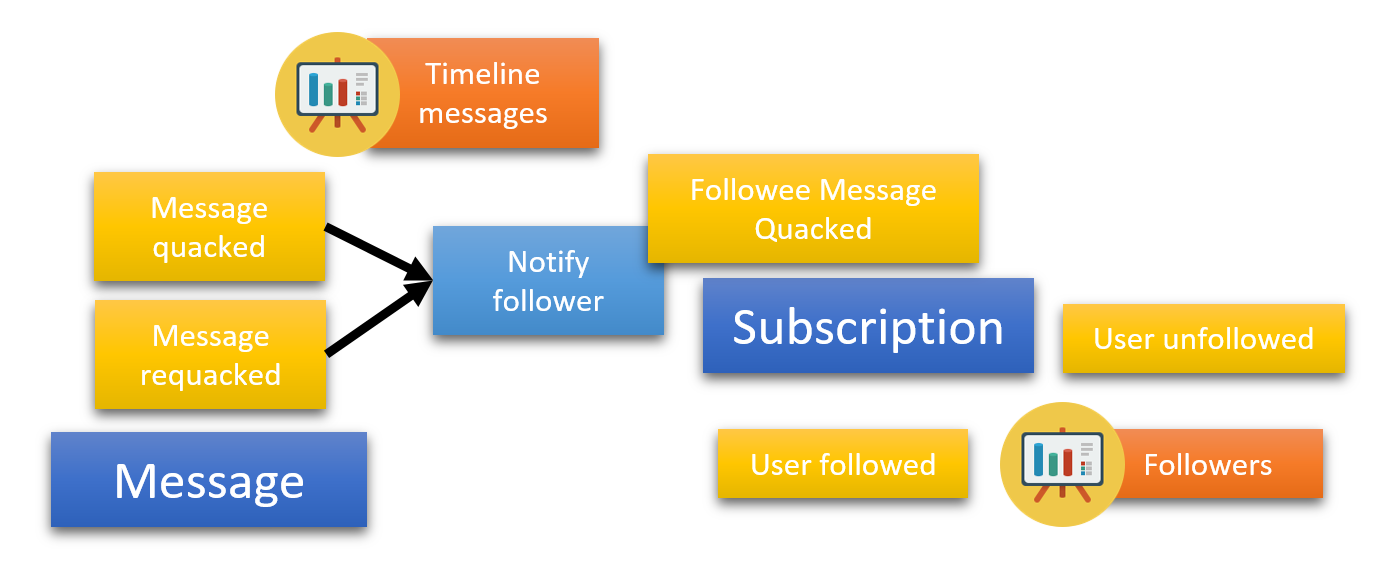 Timeline
messages
Message
quacked
Followee Message
Quacked
Notify
follower
Message
requacked
Subscription
User unfollowed
Message
User followed
Followers